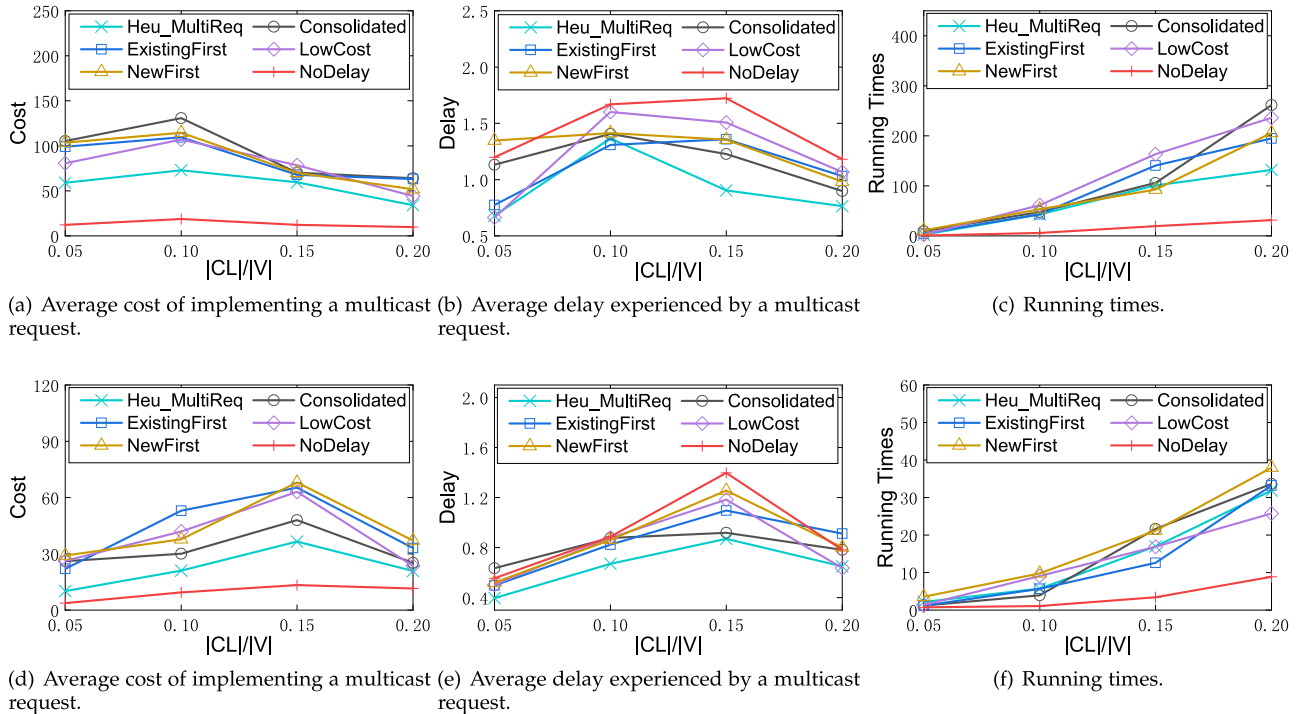 250
200
150
100
50
0
Cost
Heu_MultiReq
ExistingFirst
NewFirst
Consolidated
LowCost
NoDelay
0.05 0.10 0.15 0.20
|CL|/|V|
(a) Average cost of implementing a multicast
request.
2.5
2.0
1.5
1.0
0.5
Delay
Heu_MultiReq
ExistingFirst
NewFirst
Consolidated
LowCost
NoDelay
0.05 0.10 0.15 0.20
|CL|/|V|
(b) Average delay experienced by a multicast
request.
400
300
200
100
0
Running Times
Heu_MultiReq
ExistingFirst
NewFirst
Consolidated
LowCost
NoDelay
0.05 0.10 0.15 0.20
|CL|/|V|
(c) Running times.
120
90
60
30
0
Cost
Heu_MultiReq
ExistingFirst
NewFirst
Consolidated
LowCost
NoDelay
0.05 0.10 0.15 0.20
|CL|/|V|
(d) Average cost of implementing a multicast
request.
2.0
1.6
1.2
0.8
0.4
Delay
Heu_MultiReq
ExistingFirst
NewFirst
Consolidated
LowCost
NoDelay
0.05 0.10 0.15 0.20
|CL|/|V|
(e) Average delay experienced by a multicast
request.
60
50
40
30
20
10
0
Running Times
Heu_MultiReq
ExistingFirst
NewFirst
Consolidated
LowCost
NoDelay
0.05 0.10 0.15 0.20
|CL|/|V|
(f) Running times.